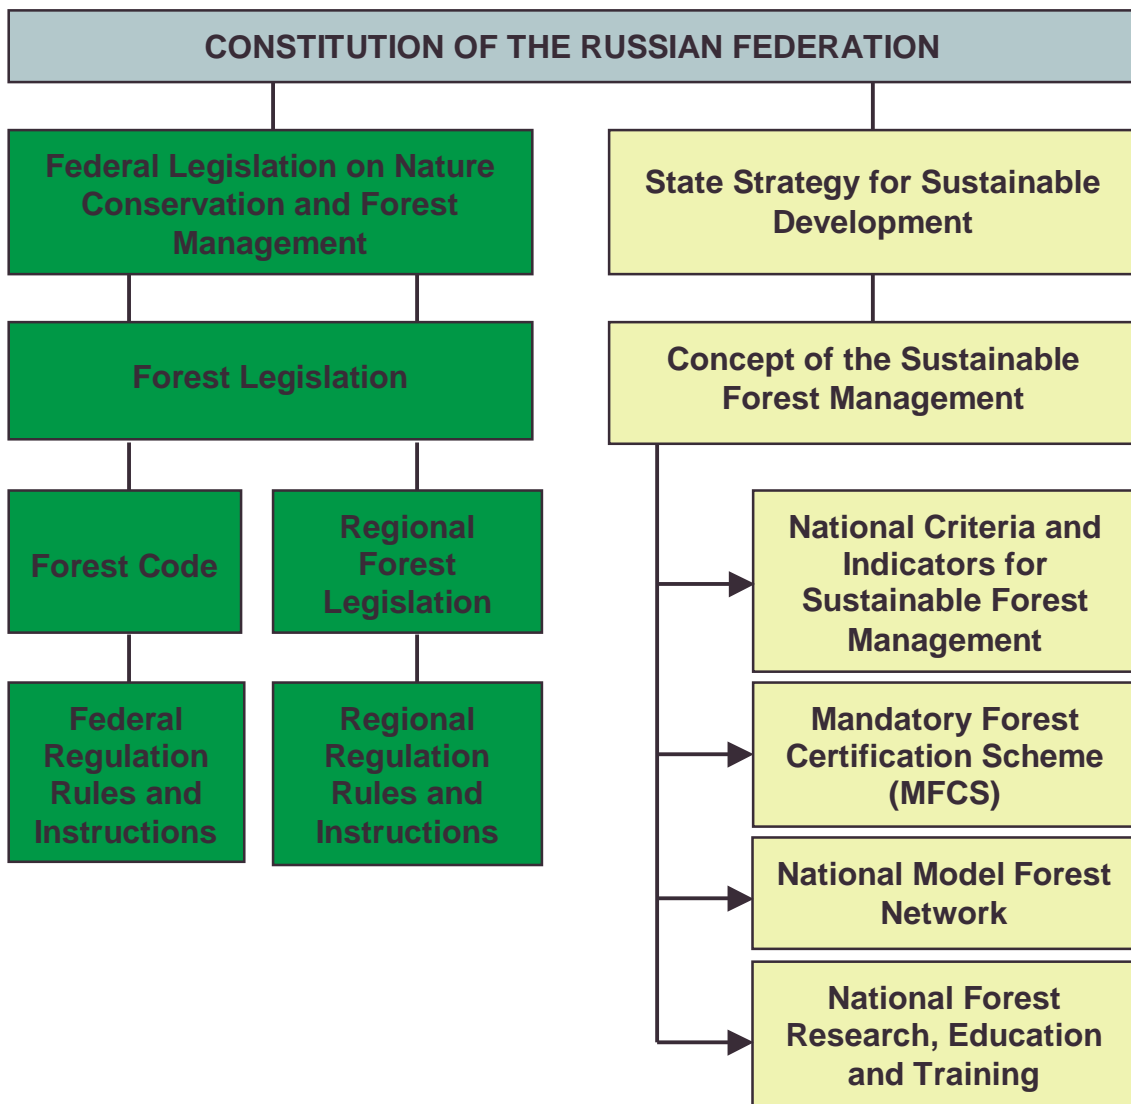 CONSTITUTION OF THE RUSSIAN FEDERATION
Federal Legislation on Nature
Conservation and Forest
Management
State Strategy for Sustainable
Development
Forest Legislation
Concept of the Sustainable
Forest Management
Forest Code
Regional
Forest
Legislation
National Criteria and
Indicators for
Sustainable Forest
Management
Federal
Regulation
Rules and
Instructions
Regional
Regulation
Rules and
Instructions
Mandatory Forest
Certification Scheme
(MFCS)
National Model Forest
Network
National Forest
Research, Education
and Training